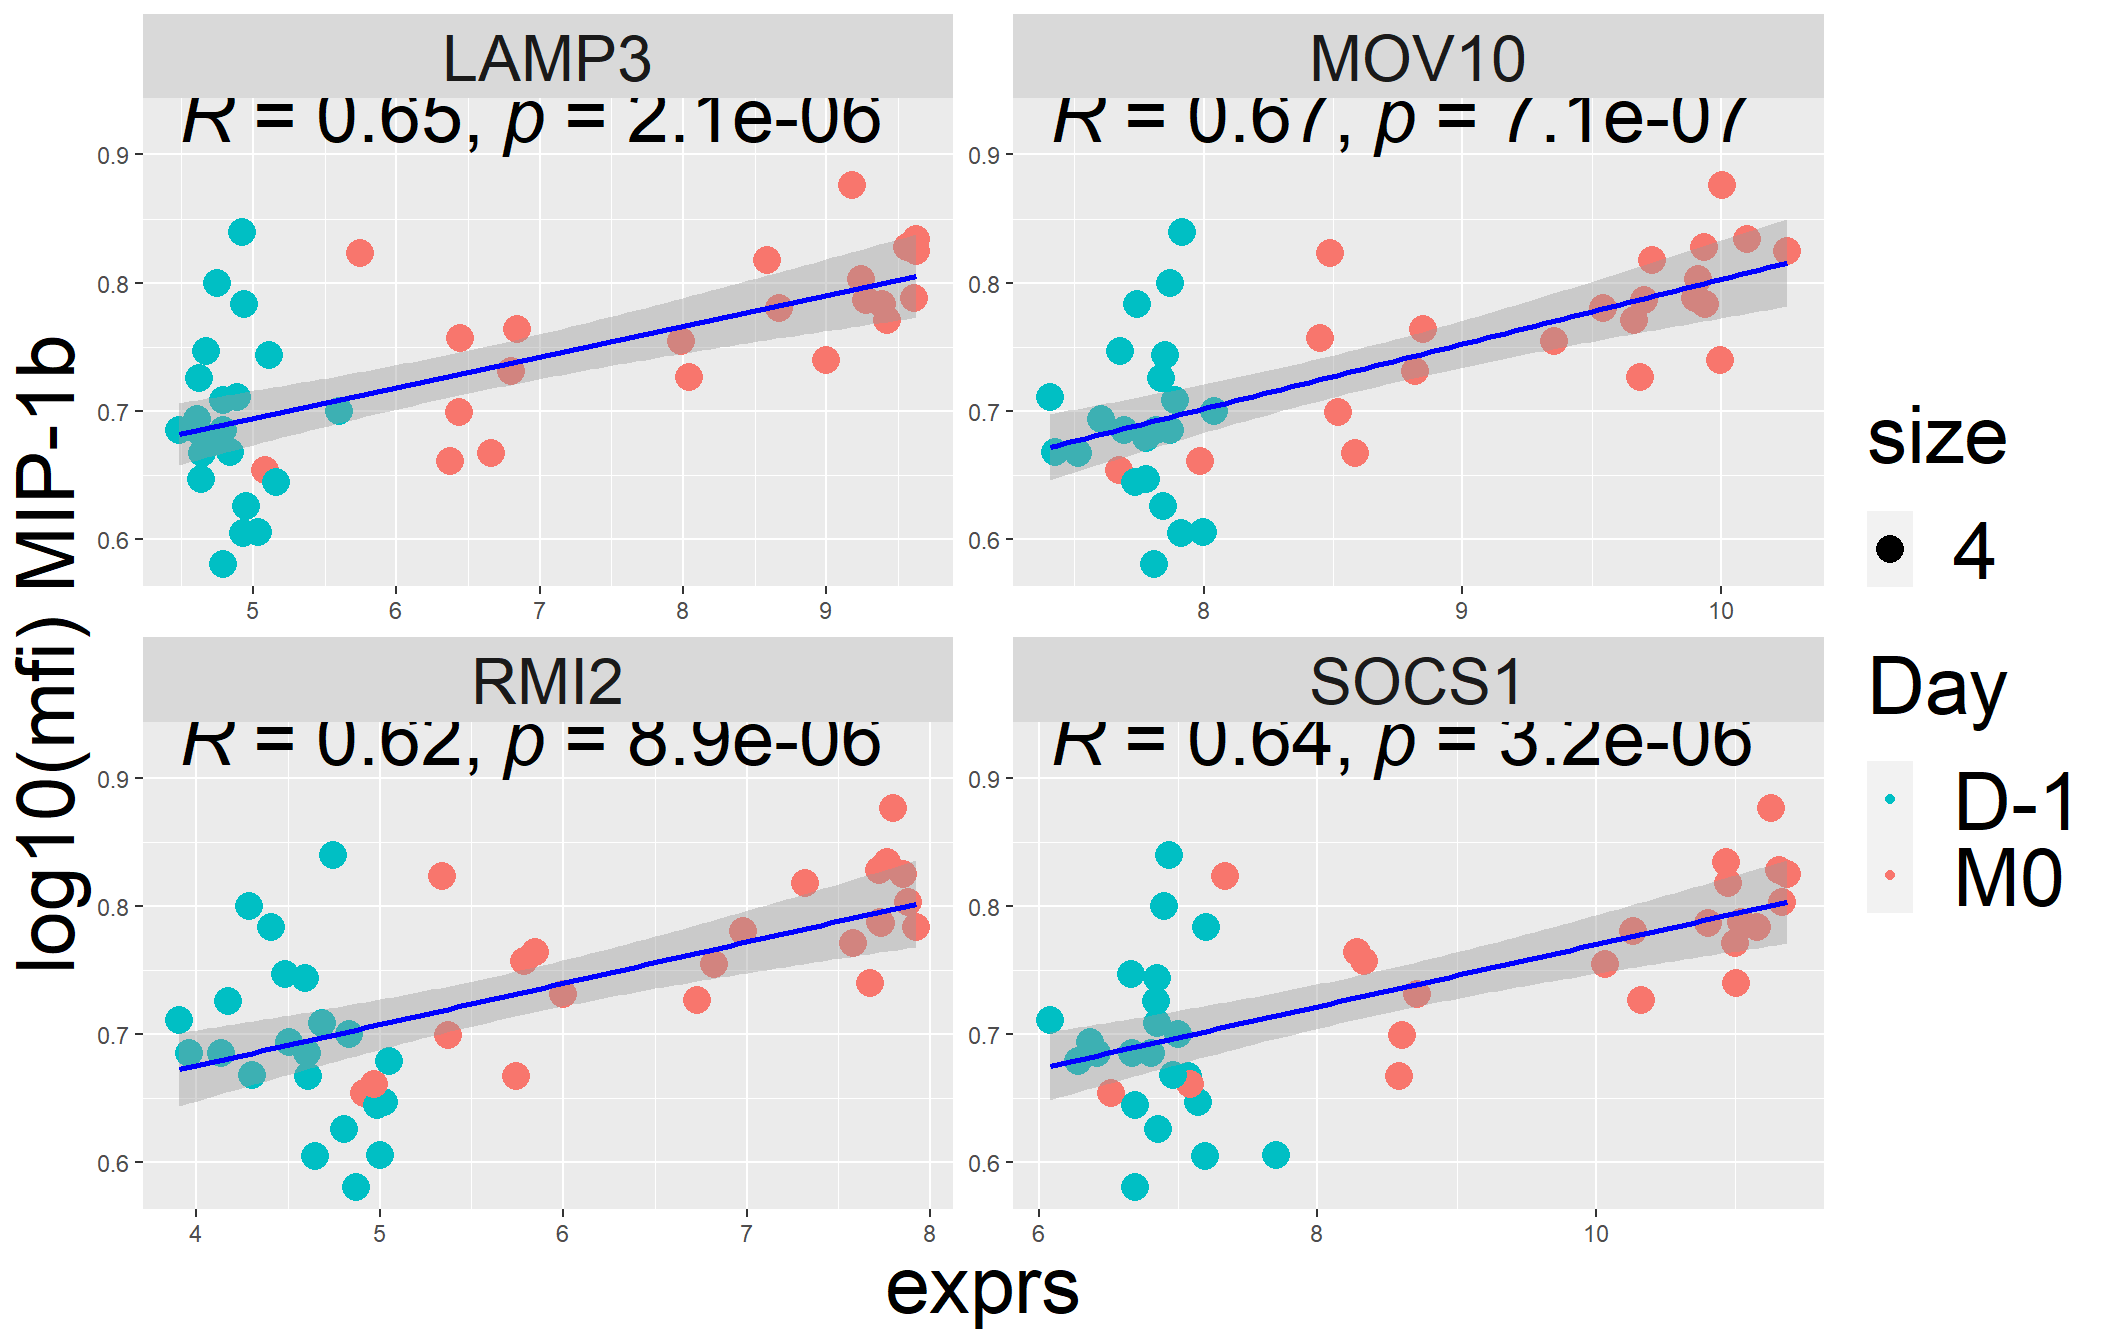 LAMP3
R = 0.65, p = 2.1e-06
0.9
0.8
0.7
0.6
5 6 7 8 9
MOV10
R = 0.67, p = 7.1e-07
0.9
0.8
0.7
0.6
8 9 10
RMI2
R = 0.62, p = 8.9e-06
0.9
0.8
0.7
0.6
4 5 6 7 8
SOCS1
R = 0.64, p = 3.2e-06
0.9
0.8
0.7
0.6
6 8 10
log10(mfi) MIP-1b
exprs
size
4
Day
D-1
M0